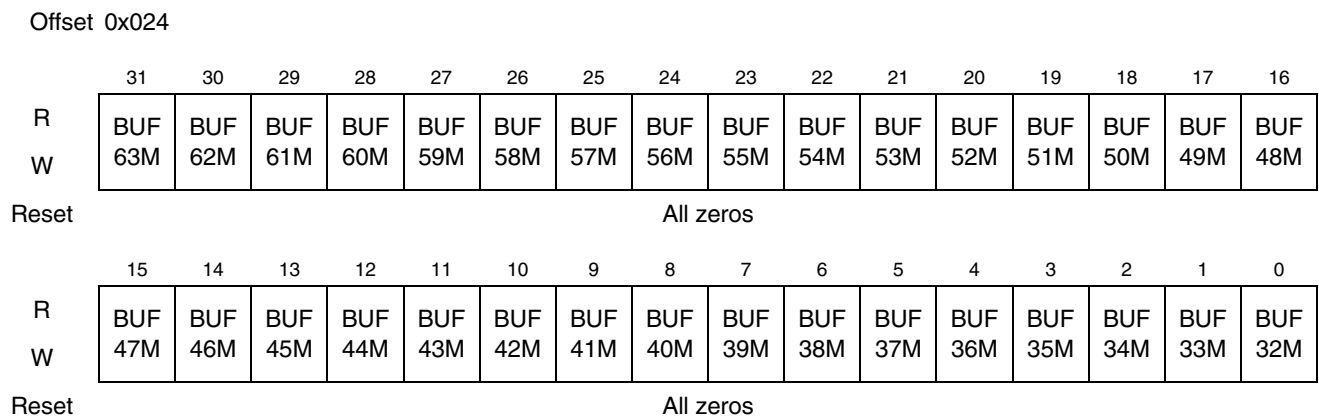 Offset 0x024
31 30 29 28 27 26 25 24 23 22 21 20 19 18 17 16
R BUF BUF BUF BUF BUF BUF BUF BUF BUF BUF BUF BUF BUF BUF BUF BUF
W 63M 62M 61M 60M 59M 58M 57M 56M 55M 54M 53M 52M 51M 50M 49M 48M
Reset All zeros
15 14 13 12 11 10 9 8 7 6 5 4 3 2 1 0
R BUF BUF BUF BUF BUF BUF BUF BUF BUF BUF BUF BUF BUF BUF BUF BUF
W 47M 46M 45M 44M 43M 42M 41M 40M 39M 38M 37M 36M 35M 34M 33M 32M
Reset All zeros